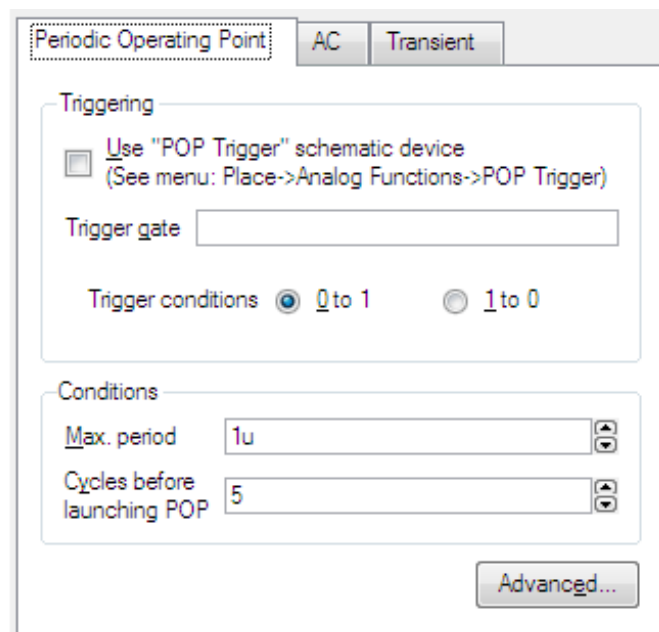 Periodic Operating Point AC Transient
Triggering
Use "POP Trigger" schematic device
(See menu: Place->Analog Functions->POP Trigger)
Trigger gate
Trigger conditions 0 to 1 1 to 0
Conditions
Max. period 1u
Cycles before
launching POP 5
Advanced...